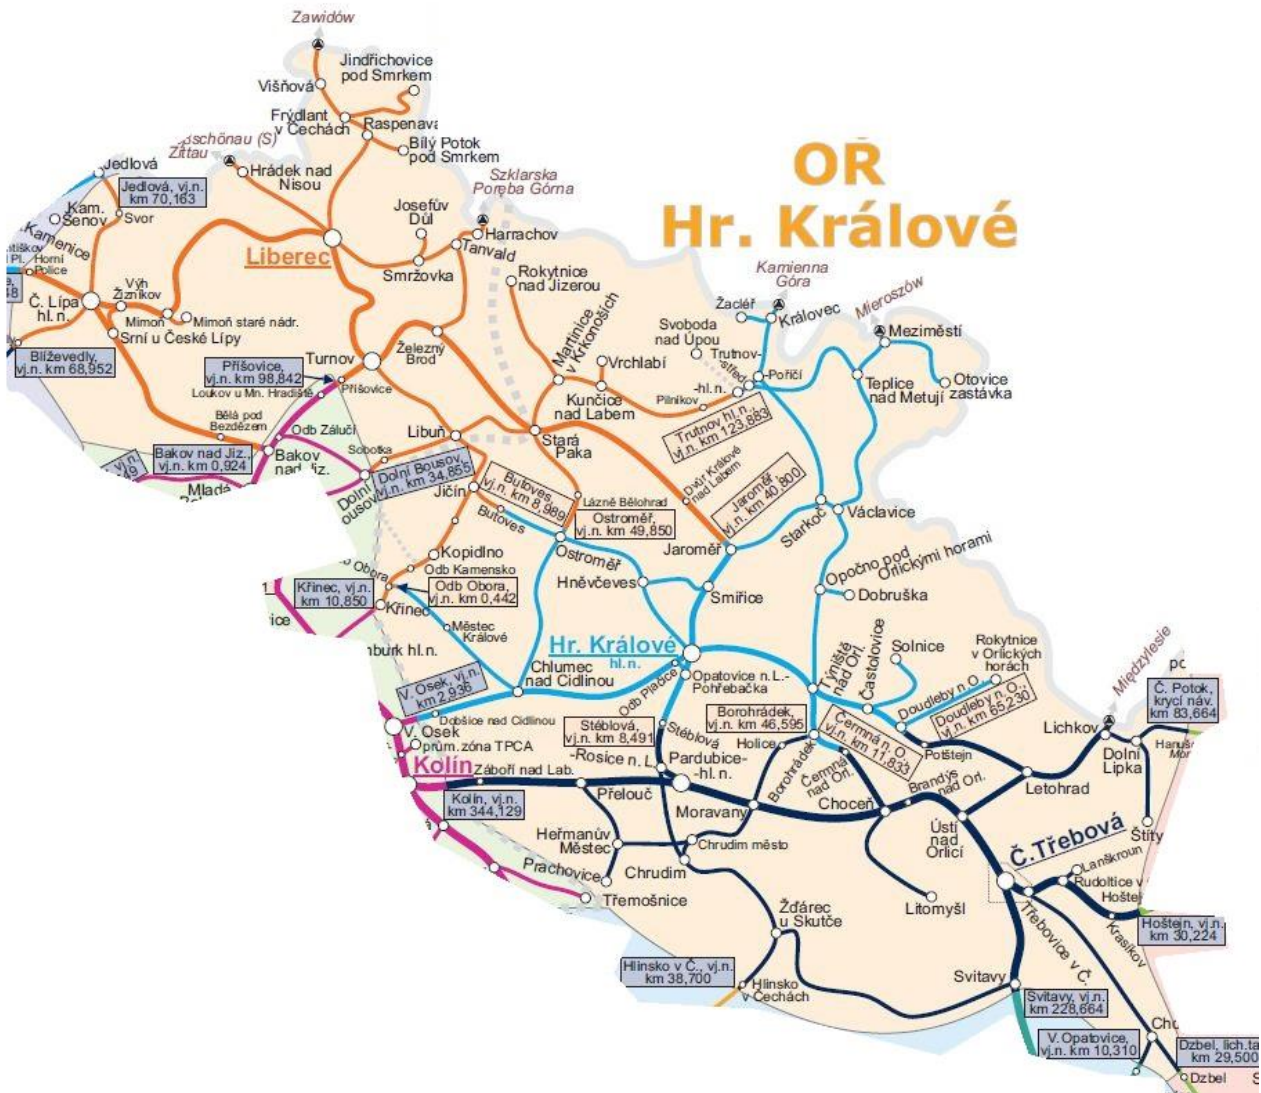 Zawidów
Jindřichovice
pod Smrkem
Višňová
Frýdlant
v Čechách
Raspenava
Bílý Potok
pod Smrkem
Zittau
Hrádek nad
Nisou
Szklarska
Poręba Górna
OŘ
Hr. Králové
Jedlová
Jedlová, vj.n.
km 70,163
Kam.
Šenov
Kamenice
Svor
Josefův
Důl
Harrachov
Tanvald
Liberec
Smržovka
Rokytnice
nad Jizerou
Kamienna
Góra
Mieroszów
Horní
Police
Č. Lípa
hl. n.
Výh
Žizníkov
Mimoň
Mimoň staré nádr.
Srní u České Lípy
Žacléř
Královec
Meziměstí
Svoboda
nad Úpou
Trutnov-
-střed
-Poříčí
-hl. n.
Martinice
v Krkonoších
Vrchlabí
Blíževedly,
vj.n. km 68,952
Příšovice,
vj.n. km 98,842
Turnov
Železný
Brod
Příšovice
Loukov u Mn. Hradiště
Kunčice
nad Labem
Pilníkov
Teplice
nad Metují
Otovice
zastávka
Trutnov hl.n.,
vj.n. km 123,883
Bělá pod
Bezdězem
Odb Zálučí
Libuň
Stará
Paka
Sobotka
Bakov nad Jiz.,
vj.n. km 0,924
Bakov
nad Jiz.
Dolní Bousov,
vj.n. km 34,855
Mladá
Dolní
Jičín
Butoves,
vj.n. km 8,989
Butoves
Lázně Bělohrad
Ostroměř,
vj.n. km 49,850
Dvůr Králové
nad Labem
Jaroměř,
vj.n. km 40,800
Starkoč
Václavice
Kopidlno
Ostroměř
Jaroměř
Odb Kamensko
Hněvčeves
Smiřice
Opočno pod
Orlickými horami
Dobruška
Obora
Odb Obora,
vj.n. km 0,442
Křinec, vj.n.
km 10,850
Křinec
Městec
Králové
Hr. Králové
hl. n.
Solnice
Rokytnice
v Orlických
horách
Międzylesie
V. Osek, vj.n.
km 2,936
Chlumec
nad Cidlinou
Odb Plačice
Opatovice n. L.-
Pohřebačka
Týniště
nad Orl.
Častolovice
Doudleby n.O.
Doudleby n.O.,
vj.n. km 65,230
Č. Potok,
krycí náv.
km 83,664
V. Osek
Dobšice nad Cidlinou
prům. zóna TPCA
Stéblová,
vj.n. km 8,491
Stéblová
Borohrádek,
vj.n. km 46,595
Holice
Borohrádek
Čermná n. O.,
vj.n. km 11,833
Čermná
nad Orl.
Potštejn
Lichkov
Dolní
Lipka
Kolín
Záboří nad Lab.
-Rosice n. L.
Pardubice-
-hl. n.
Přelouč
Moravany
Choceň
Brandýs
nad Orl.
Letohrad
Kolín, vj.n.
km 344,129
Heřmanův
Městec
Chrudim město
Ústí
nad
Orlicí
Č.Třebová
Štíty
Prachovice
Chrudim
Třemošnice
Litomyšl
Lanškroun
Rudoltice v
Krasíkov
Hoštejn, vj.n.
km 30,224
Žďárec
u Skutče
Třebovice v Č.
Hlinsko v Č., vj.n.
km 38,700
Hlinsko
v Čechách
Svitavy
Svitavy, vj.n.
km 228,664
V. Opatovice,
vj.n. km 10,310
Dzbel, lich.ta
km 29,500
Dzbel